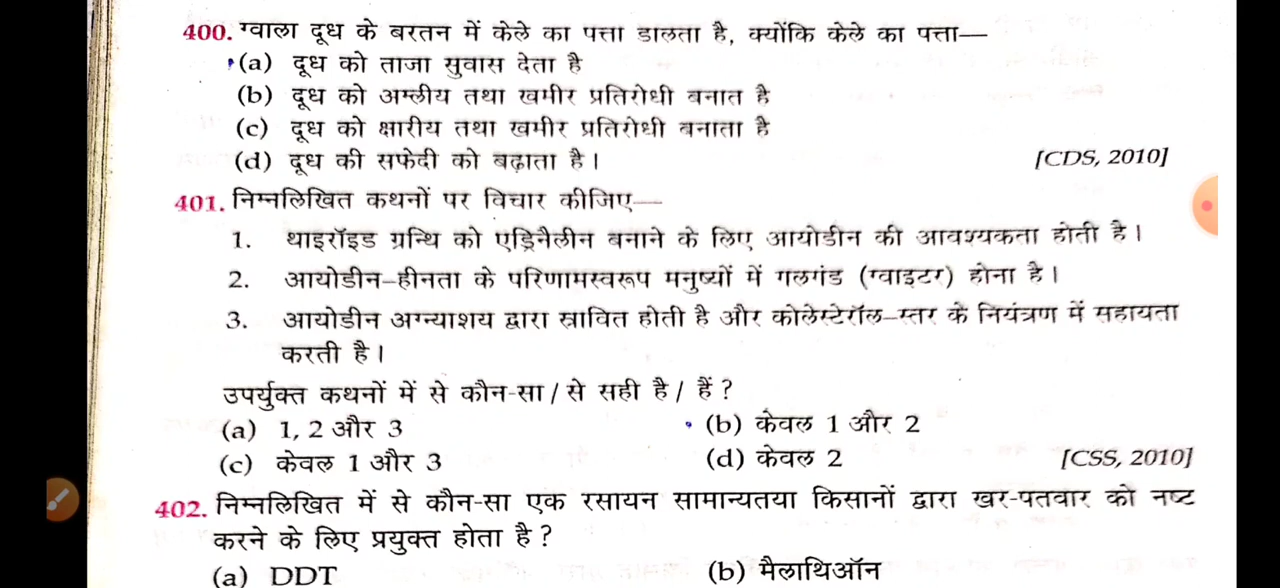 400. ग्वाला दूध के बरतन में केले का पत्ता डालता है, क्योंकि केले का पत्ता—
(a) दूध को ताजा सुवास देता है
(b) दूध को अम्लीय तथा खमीर प्रतिरोधी बनात है
(c) दूध को क्षारीय तथा खमीर प्रतिरोधी बनाता है
(d) दूध की सफेदी को बढ़ाता है। [CDS, 2010]
401. निम्नलिखित कथनों पर विचार कीजिए—
1. थाइरॉइड ग्रन्थि को एड्रिनैलीन बनाने के लिए आयोडीन की आवश्यकता होती है।
2. आयोडीन-हीनता के परिणामस्वरूप मनुष्यों में गलगंड (ग्वाइटर) होना है।
3. आयोडीन अग्न्याशय द्वारा स्रावित होती है और कोलेस्टेरॉल-स्तर के नियंत्रण में सहायता
करती है।
उपर्युक्त कथनों में से कौन-सा / से सही है / हैं ?
(a) 1, 2 और 3 (b) केवल 1 और 2
(c) केवल 1 और 3 (d) केवल 2 [CSS, 2010]
402. निम्नलिखित में से कौन-सा एक रसायन सामान्यतया किसानों द्वारा खर-पतवार को नष्ट
करने के लिए प्रयुक्त होता है ?
(a) DDT (b) मैलाथिऑन